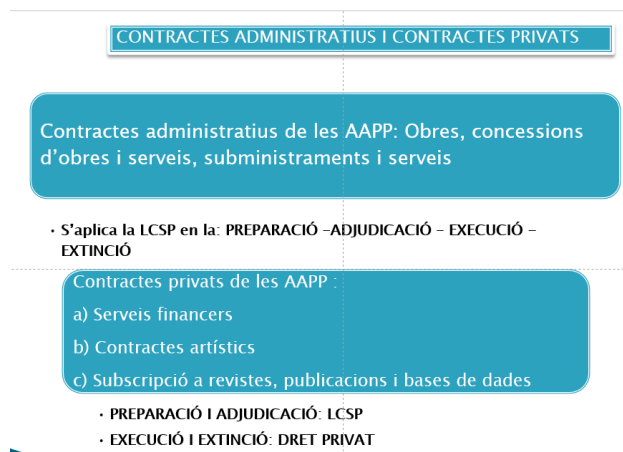 CONTRACTES ADMINISTRATIUS I CONTRACTES PRIVATS
Contractes administratius de les AAPP: Obres, concessions
d'obres i serveis, subministraments i serveis
• S'aplica la LCSP en la: PREPARACIÓ –ADJUDICACIÓ – EXECUCIÓ –
EXTINCIÓ
Contractes privats de les AAPP :
a) Serveis financers
b) Contractes artístics
c) Subscripció a revistes, publicacions i bases de dades
• PREPARACIÓ I ADJUDICACIÓ: LCSP
• EXECUCIÓ I EXTINCIÓ: DRET PRIVAT